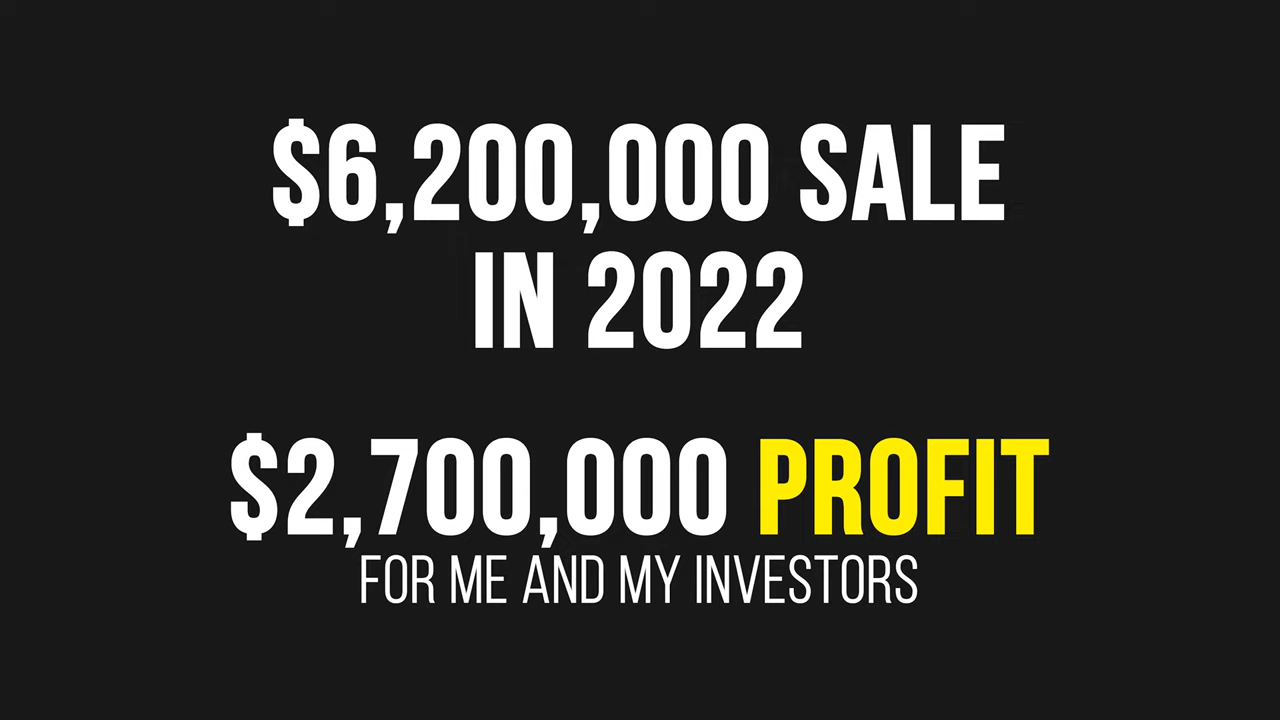 $6,200,000 SALE
IN 2022
$2,700,000 PROFIT
FOR ME AND MY INVESTORS